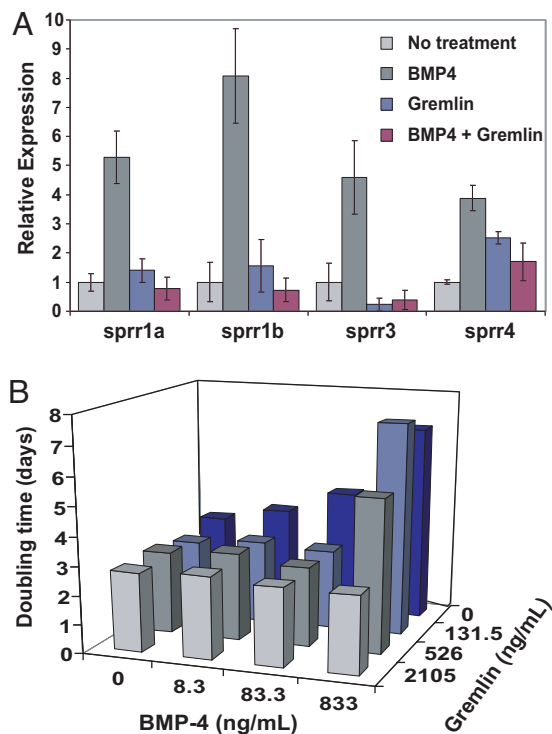 A
Relative Expression
10
9
8
7
6
5
4
3
2
1
0
No treatment
BMP4
Gremlin
BMP4 + Gremlin
sprr1a sprr1b sprr3 sprr4
B
Doubling time (days)
8
7
6
5
4
3
2
1
0
0 8.3 83.3 833
BMP-4 (ng/mL)
0
131.5
526
2105
Gremlin (ng/mL)